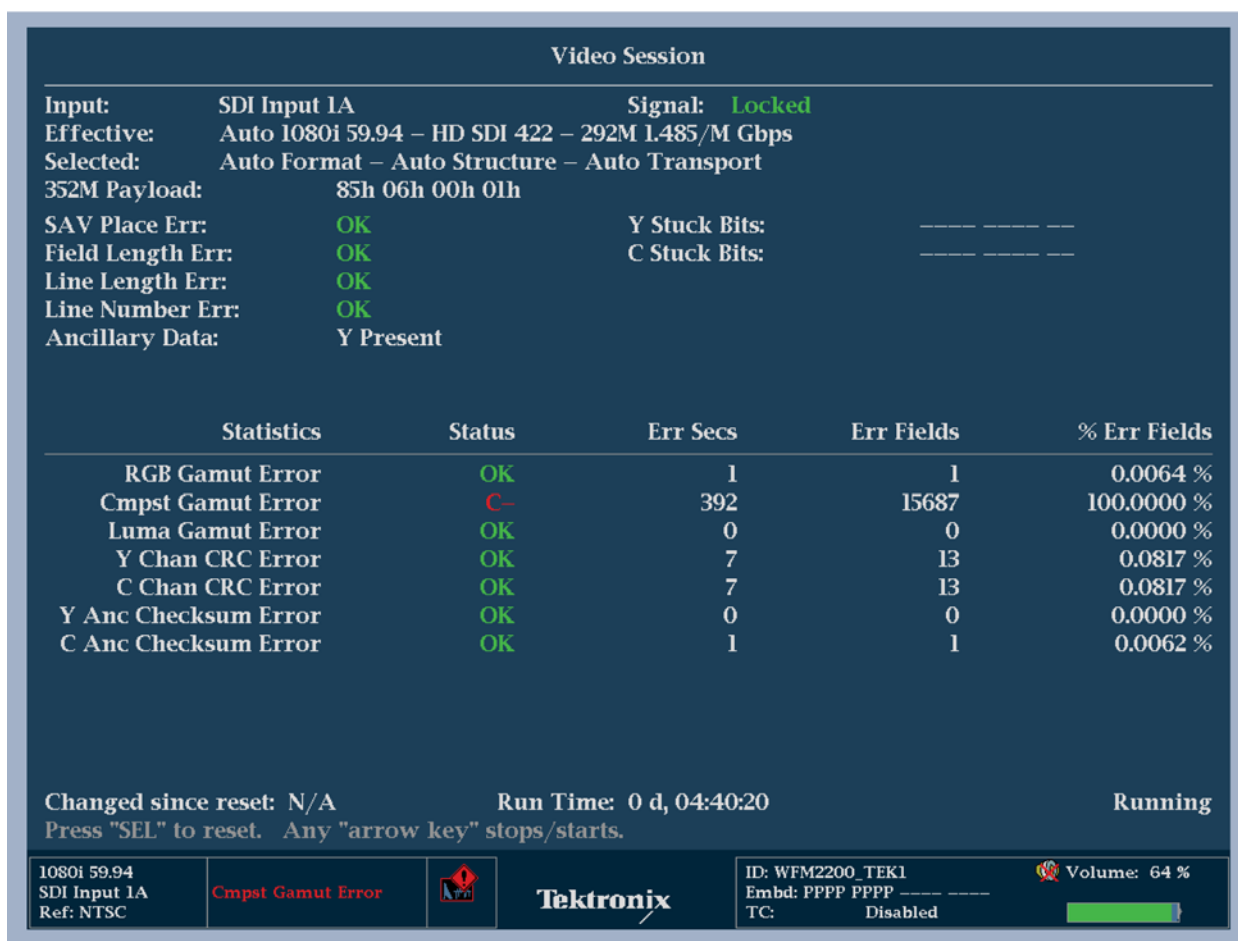 Video Session
Input: SDI Input 1A Signal: Locked
Effective: Auto 1080i 59.94 – HD SDI 422 – 292M 1.485/M Gbps
Selected: Auto Format – Auto Structure – Auto Transport
352M Payload: 85h 06h 00h 01h
SAV Place Err: OK Y Stuck Bits: –––– –––– ––
Field Length Err: OK C Stuck Bits: –––– –––– ––
Line Length Err: OK
Line Number Err: OK
Ancillary Data: Y Present
Statistics Status Err Secs Err Fields % Err Fields
RGB Gamut Error OK 1 1 0.0064 %
Cmpst Gamut Error C– 392 15687 100.0000 %
Luma Gamut Error OK 0 0 0.0000 %
Y Chan CRC Error OK 7 13 0.0817 %
C Chan CRC Error OK 7 13 0.0817 %
Y Anc Checksum Error OK 0 0 0.0000 %
C Anc Checksum Error OK 1 1 0.0062 %
Changed since reset: N/A Run Time: 0 d, 04:40:20 Running
Press "SEL" to reset. Any "arrow key" stops/starts.
1080i 59.94
SDI Input 1A
Ref: NTSC
Cmpst Gamut Error
Tektronix
ID: WFM2200_TEK1
Embd: PPPP PPPP –––– ––––
TC: Disabled
Volume: 64 %